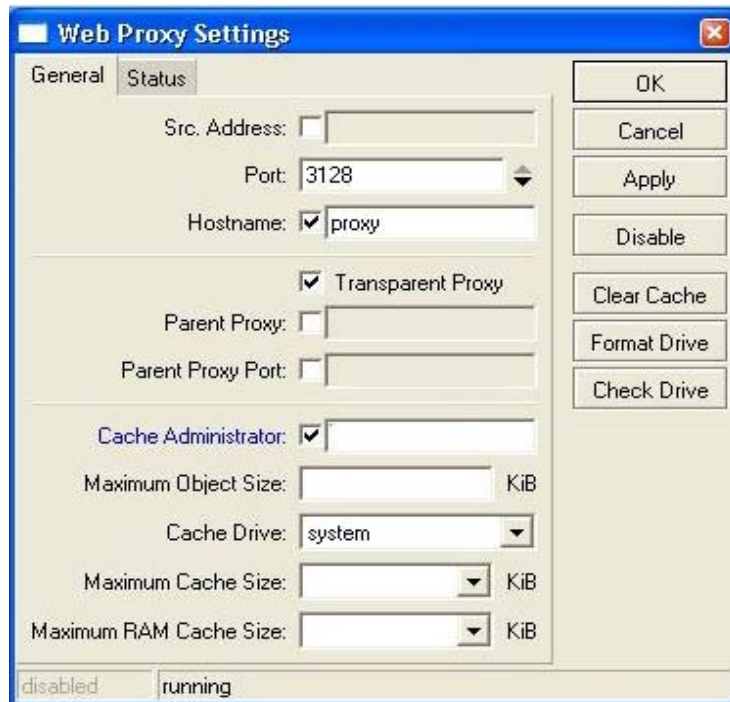 Web Proxy Settings
General Status
Src. Address:
Port: 3128
Hostname: proxy
Transparent Proxy
Parent Proxy:
Parent Proxy Port:
Cache Administrator:
Maximum Object Size: KiB
Cache Drive: system
Maximum Cache Size: KiB
Maximum RAM Cache Size: KiB
OK
Cancel
Apply
Disable
Clear Cache
Format Drive
Check Drive
disabled running